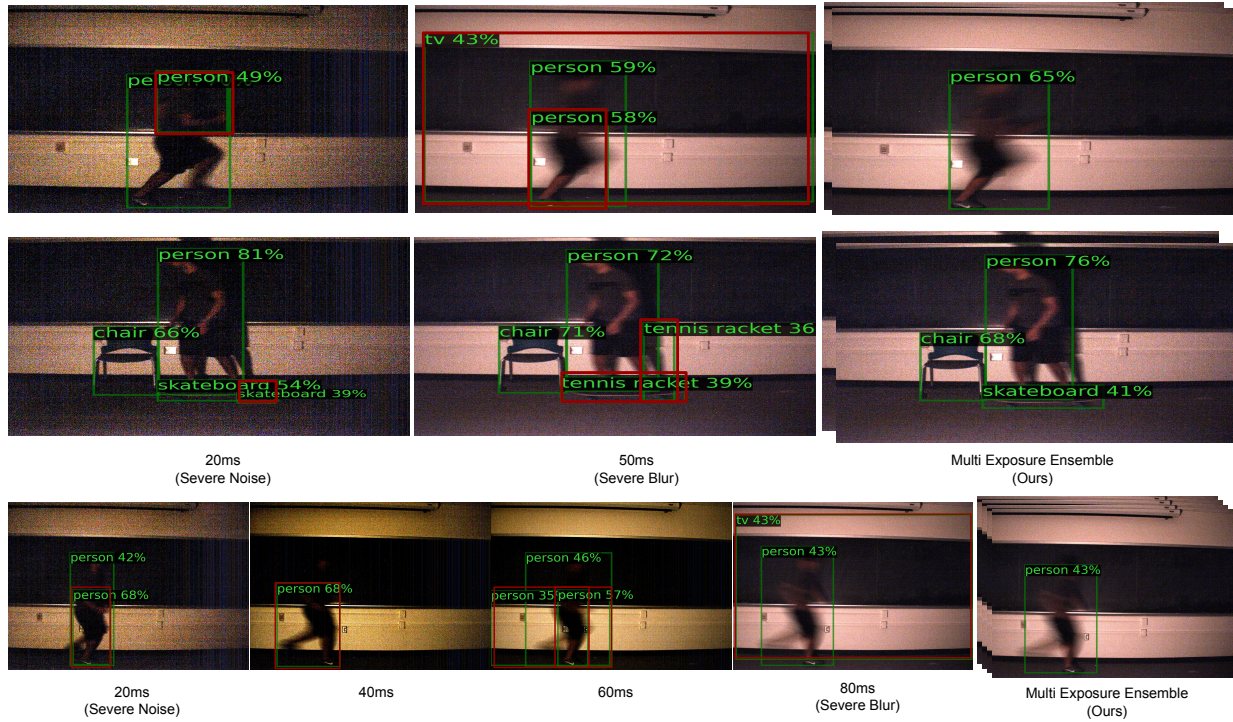 person 49%
tv 43%
person 59%
person 58%
person 65%
person 81%
chair 66%
skateboard 54%
skateboard 39%
person 72%
chair 71%
tennis racket 36
tennis racket 39%
person 76%
chair 68%
skateboard 41%
20ms
(Severe Noise)
50ms
(Severe Blur)
Multi Exposure Ensemble
(Ours)
person 42%
person 68%
person 68%
person 46%
person 35
person 57%
tv 43%
person 43%
person 43%
20ms
(Severe Noise)
40ms
60ms
80ms
(Severe Blur)
Multi Exposure Ensemble
(Ours)